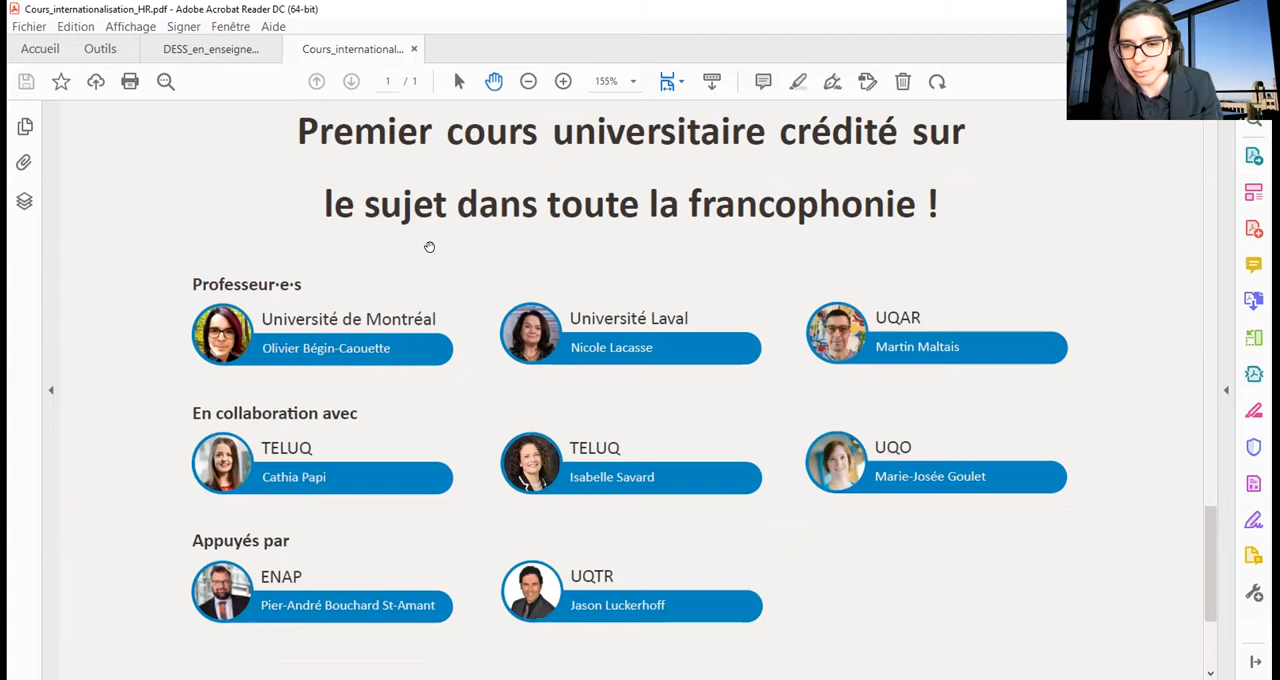 Cours_internationalisation_HR.pdf - Adobe Acrobat Reader DC (64-bit)
Fichier Edition Affichage Signer Fenêtre Aide
Accueil Outils DESS_en_enseigne... Cours_international... ×
1 / 1 155%
Premier cours universitaire crédité sur
le sujet dans toute la francophonie !
Professeur·e·s
Université de Montréal
Olivier Bégin-Caouette
Université Laval
Nicole Lacasse
UQAR
Martin Maltais
En collaboration avec
TELUQ
Cathia Papi
TELUQ
Isabelle Savard
UQO
Marie-Josée Goulet
Appuyés par
ENAP
Pier-André Bouchard St-Amant
UQTR
Jason Luckerhoff